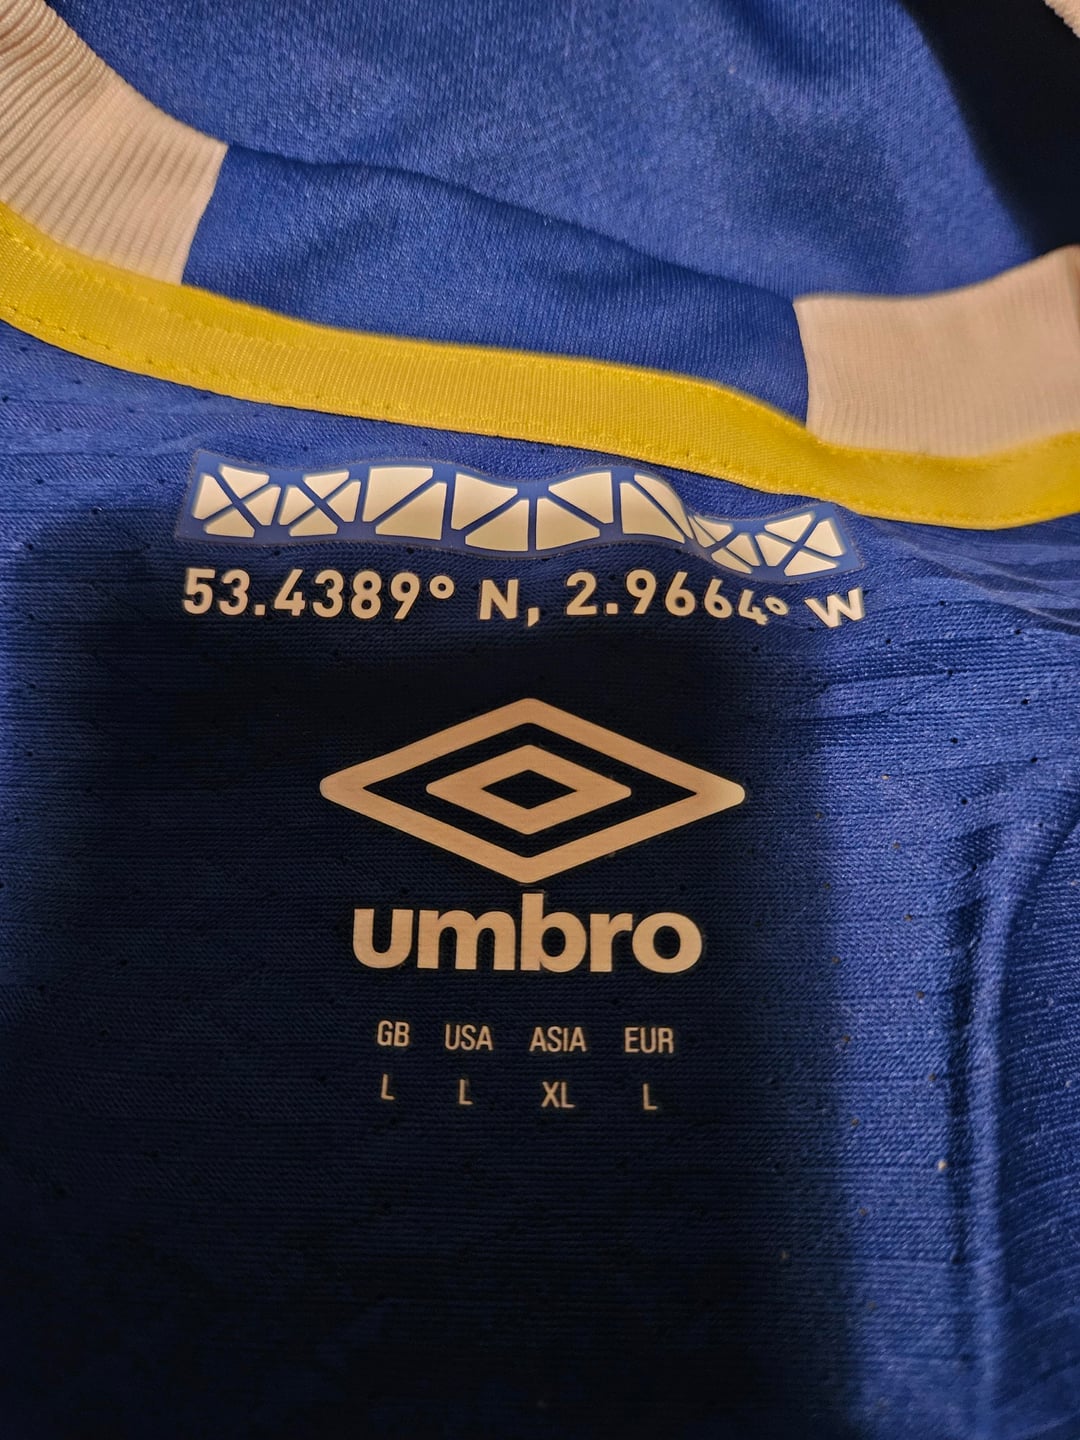 53.4389° N, 2.9664° W
umbro
GB USA ASIA EUR
L L XL L